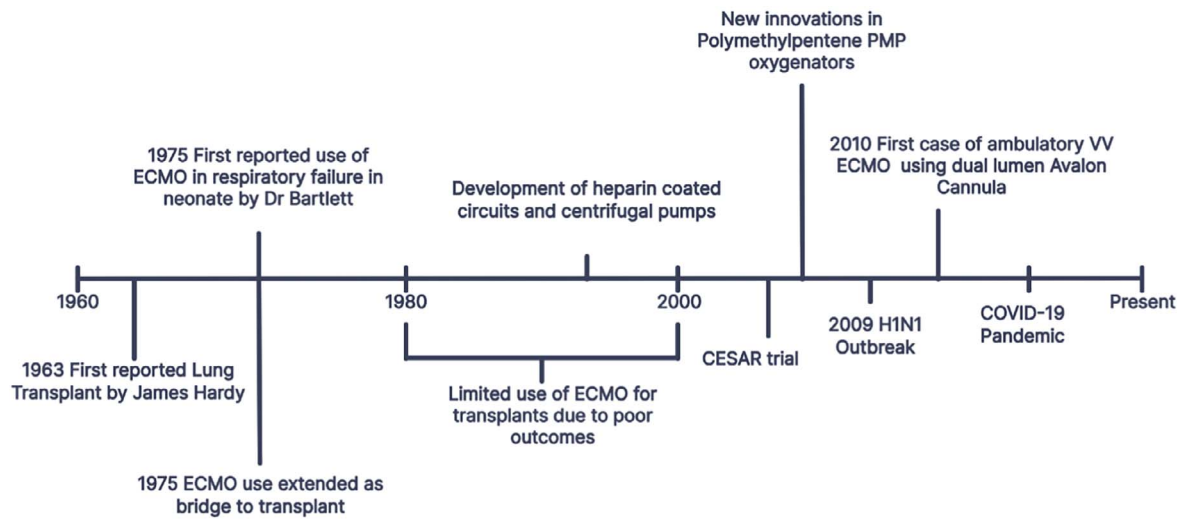 New innovations in
Polymethylpentene PMP
oxygenators
1975 First reported use of
ECMO in respiratory failure in
neonate by Dr Bartlett
Development of heparin coated
circuits and centrifugal pumps
2010 First case of ambulatory VV
ECMO using dual lumen Avalon
Cannula
1960
1980
2000
Present
1963 First reported Lung
Transplant by James Hardy
1975 ECMO use extended as
bridge to transplant
Limited use of ECMO for
transplants due to poor
outcomes
CESAR trial
2009 H1N1
Outbreak
COVID-19
Pandemic